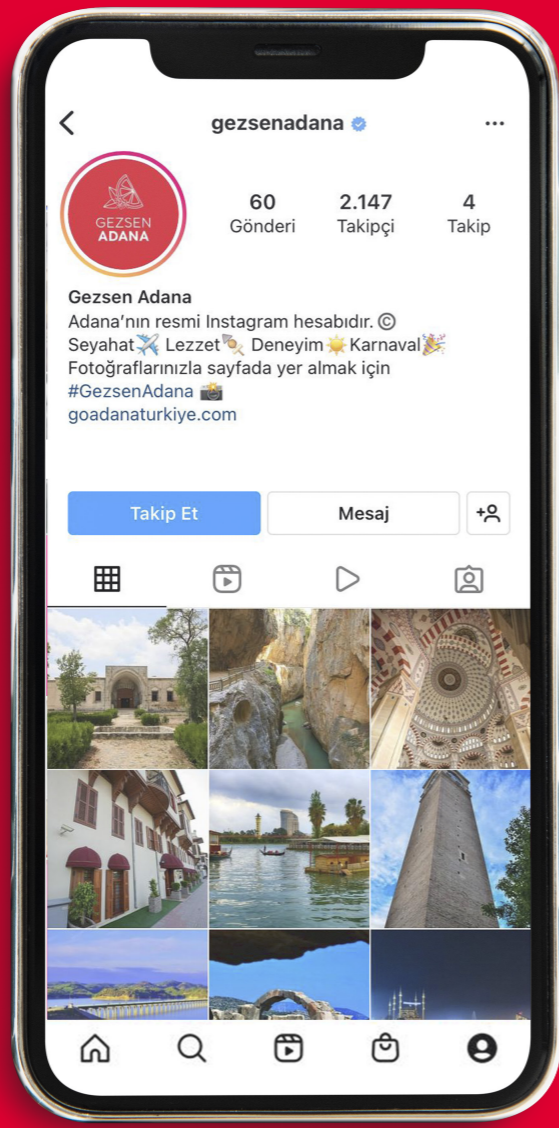 gezsenadana
GEZSEN
ADANA
60 2.147 4
Gönderi Takipçi Takip
Gezsen Adana
Adana’nın resmi Instagram hesabıdır. ©
Seyahat✈️ Lezzet🍢 Deneyim☀️Karnaval🎉
Fotoğraflarınızla sayfada yer almak için
#GezsenAdana 📸
goadanaturkiye.com
Takip Et Mesaj